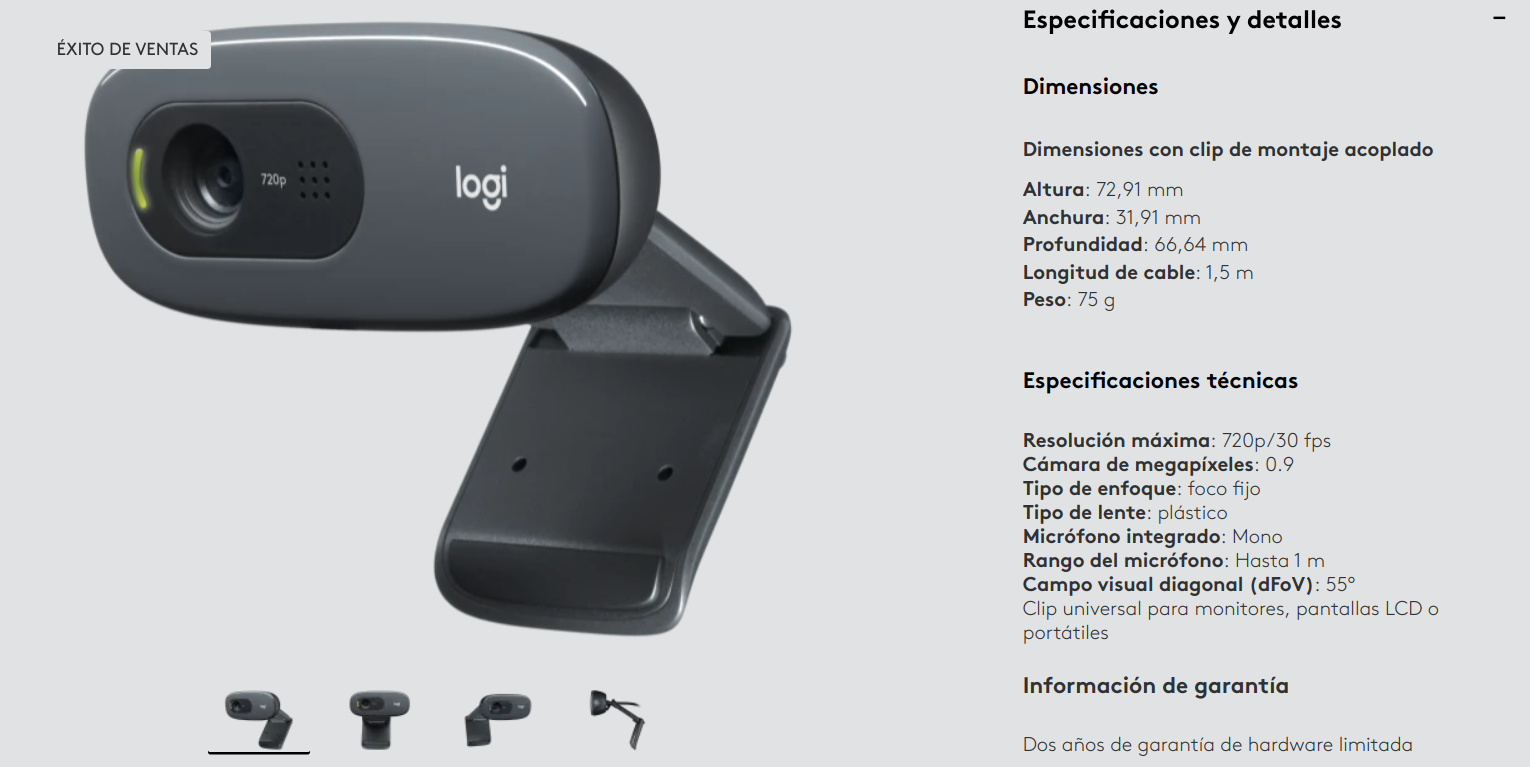 ÉXITO DE VENTAS
720p
logi
Especificaciones y detalles
Dimensiones
Dimensiones con clip de montaje acoplado
Altura: 72,91 mm
Anchura: 31,91 mm
Profundidad: 66,64 mm
Longitud de cable: 1,5 m
Peso: 75 g
Especificaciones técnicas
Resolución máxima: 720p/30 fps
Cámara de megapíxeles: 0.9
Tipo de enfoque: foco fijo
Tipo de lente: plástico
Micrófono integrado: Mono
Rango del micrófono: Hasta 1 m
Campo visual diagonal (dFoV): 55°
Clip universal para monitores, pantallas LCD o
portátiles
Información de garantía
Dos años de garantía de hardware limitada